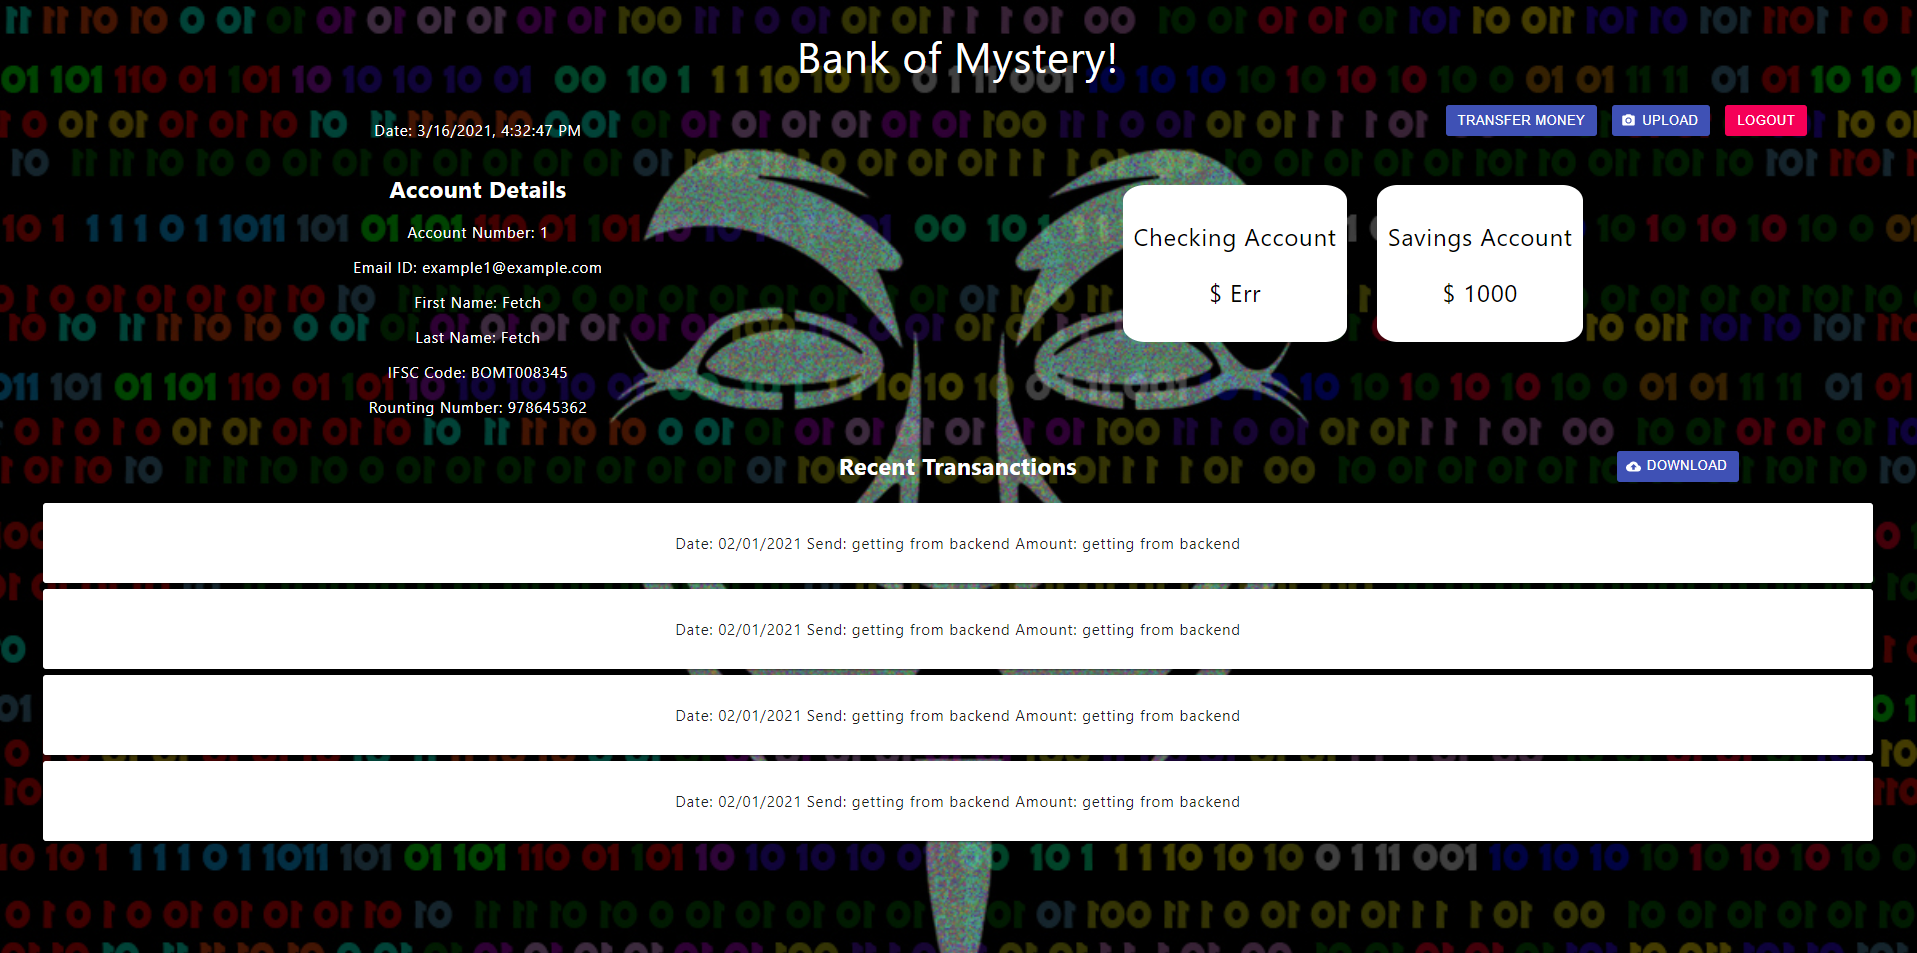 Bank of Mystery!
TRANSFER MONEY
UPLOAD
LOGOUT
Date: 3/16/2021, 4:32:47 PM
Account Details
Account Number: 1
Email ID: example1@example.com
First Name: Fetch
Last Name: Fetch
IFSC Code: BOMT008345
Rounting Number: 978645362
Checking Account
$ Err
Savings Account
$ 1000
Recent Transanctions
DOWNLOAD
Date: 02/01/2021 Send: getting from backend Amount: getting from backend
Date: 02/01/2021 Send: getting from backend Amount: getting from backend
Date: 02/01/2021 Send: getting from backend Amount: getting from backend
Date: 02/01/2021 Send: getting from backend Amount: getting from backend